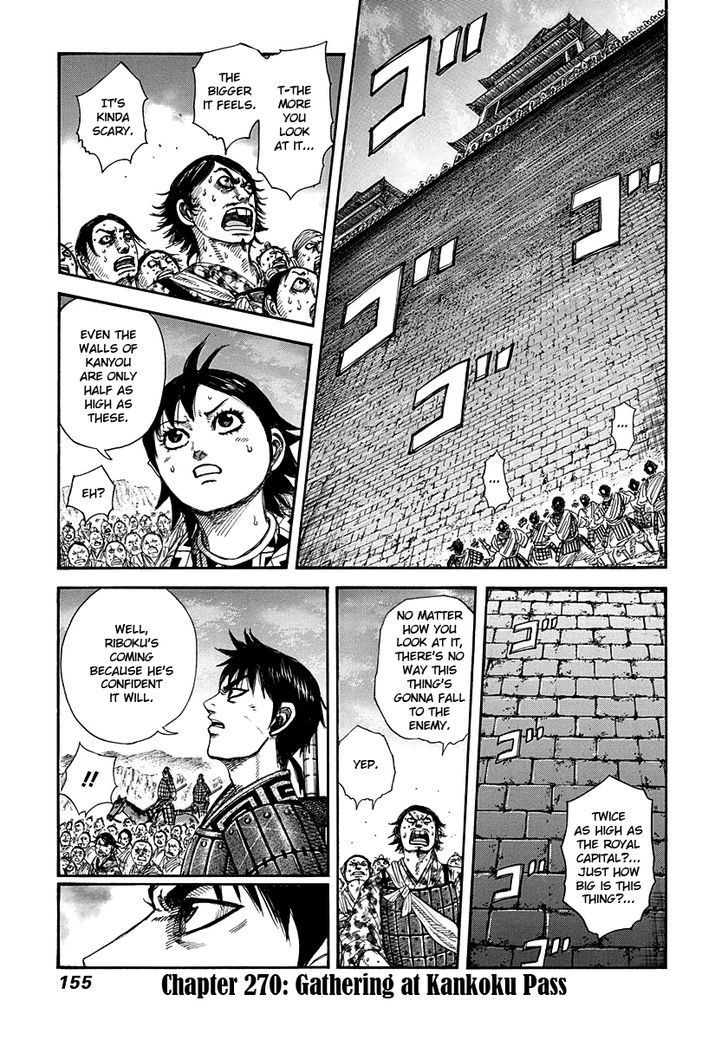 ゴ
゙
ゴ
ゴ
ゴ
T-THE
MORE
YOU
LOOK
AT IT...
THE
BIGGER
IT FEELS.
IT'S
KINDA
SCARY.
...
...
...
EVEN THE
WALLS OF
KANYOU
ARE ONLY
HALF AS
HIGH AS
THESE.
EH?
ゴ
ゴ
ゴ
ゴ
TWICE
AS HIGH AS
THE ROYAL
CAPITAL?...
JUST HOW
BIG IS THIS
THING?...
NO MATTER
HOW YOU
LOOK AT IT,
THERE'S NO
WAY THIS
THING'S
GONNA FALL
TO THE
ENEMY.
YEP.
WELL,
RIBOKU'S
COMING
BECAUSE HE'S
CONFIDENT
IT WILL.
!!
155
Chapter 270: Gathering at Kankoku Pass